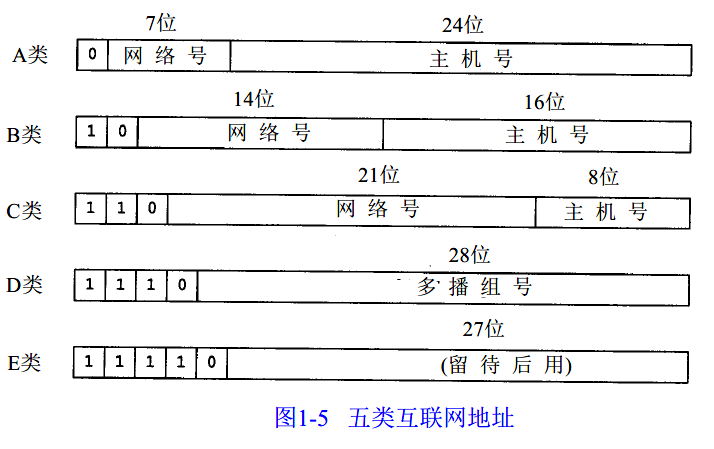 7位 24位
A类 0 网络号 主机号
14位 16位
B类 1 0 网络号 主机号
21位 8位
C类 1 1 0 网络号 主机号
28位
D类 1 1 1 0 多播组号
27位
E类 1 1 1 1 0 (留待后用)
图1-5 五类互联网地址